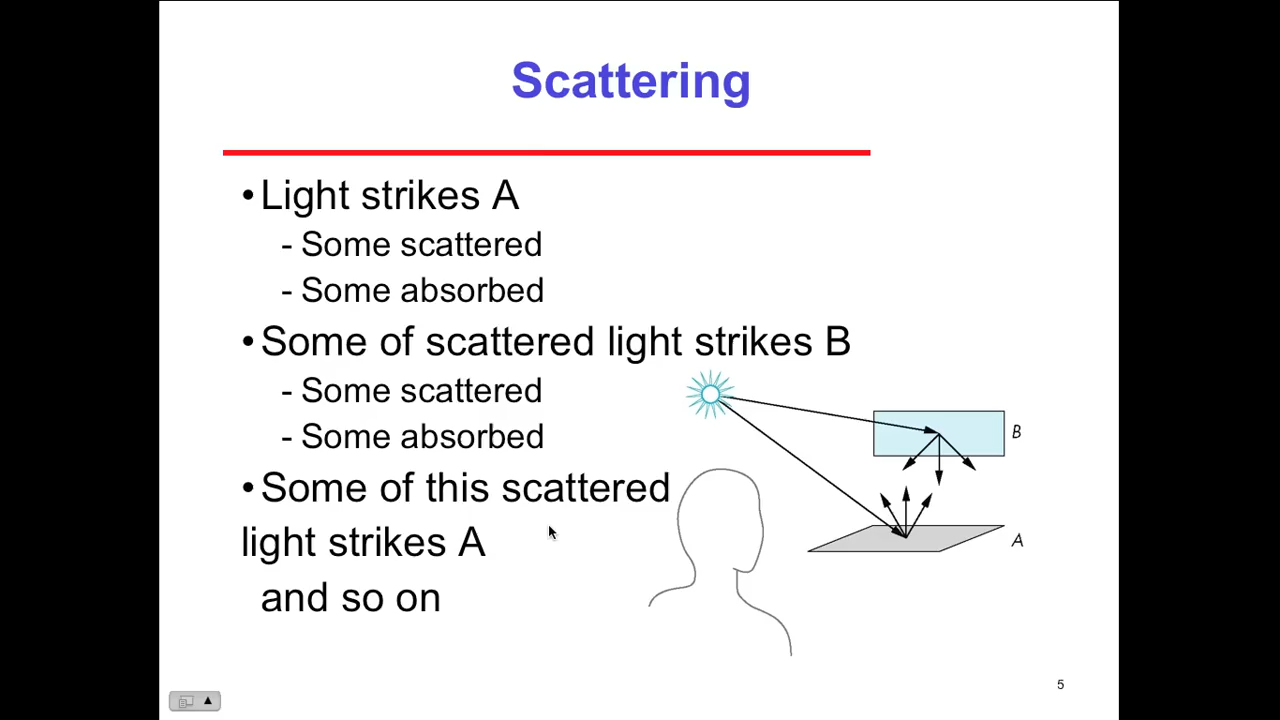 Scattering
•Light strikes A
- Some scattered
- Some absorbed
•Some of scattered light strikes B
- Some scattered
- Some absorbed
•Some of this scattered
light strikes A
and so on
B
A
5